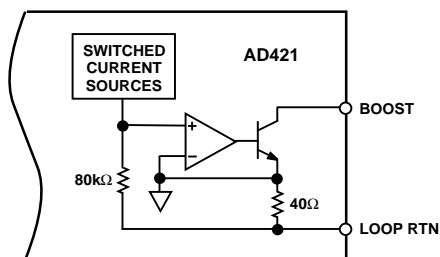 SWITCHED
CURRENT
SOURCES
AD421
BOOST
+
−
80kΩ
40Ω
LOOP RTN